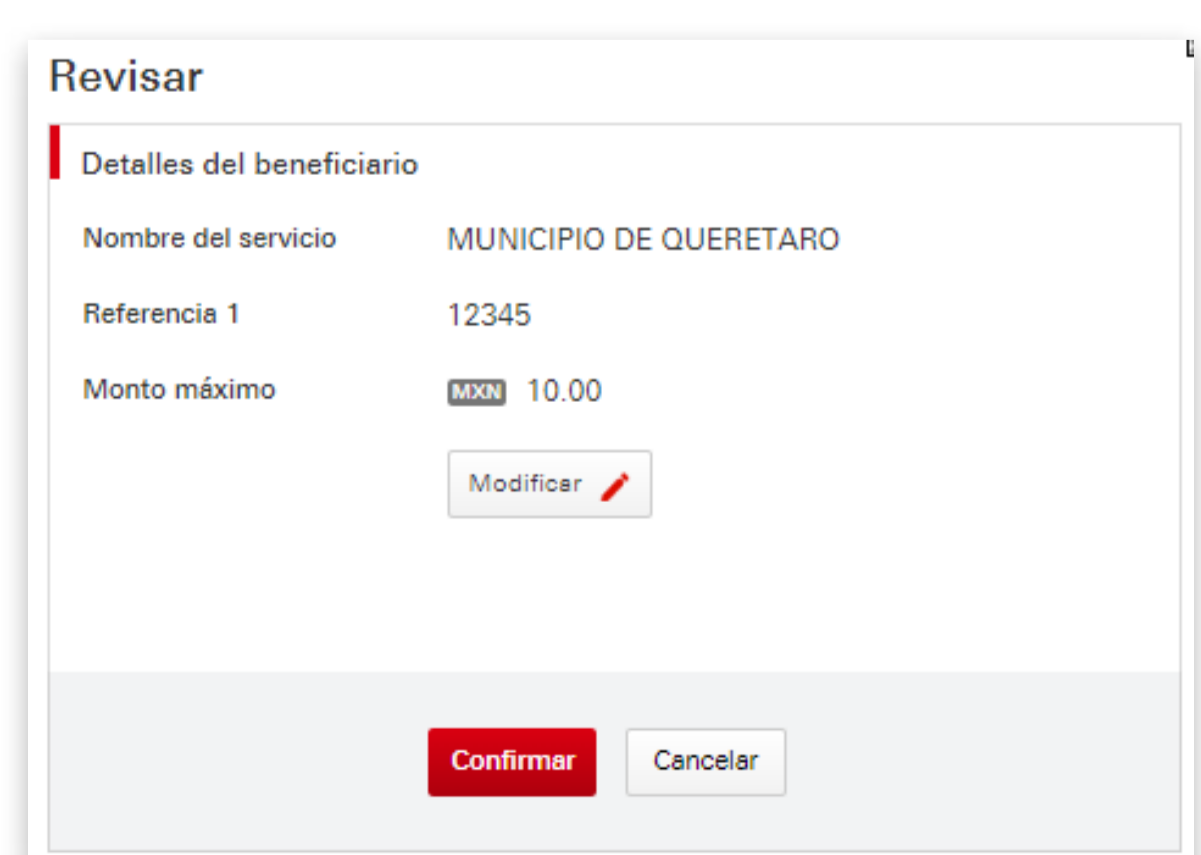 Revisar
Detalles del beneficiario
Nombre del servicio MUNICIPIO DE QUERETARO
Referencia 1 12345
Monto máximo MXN 10.00
Modificar
Confirmar Cancelar